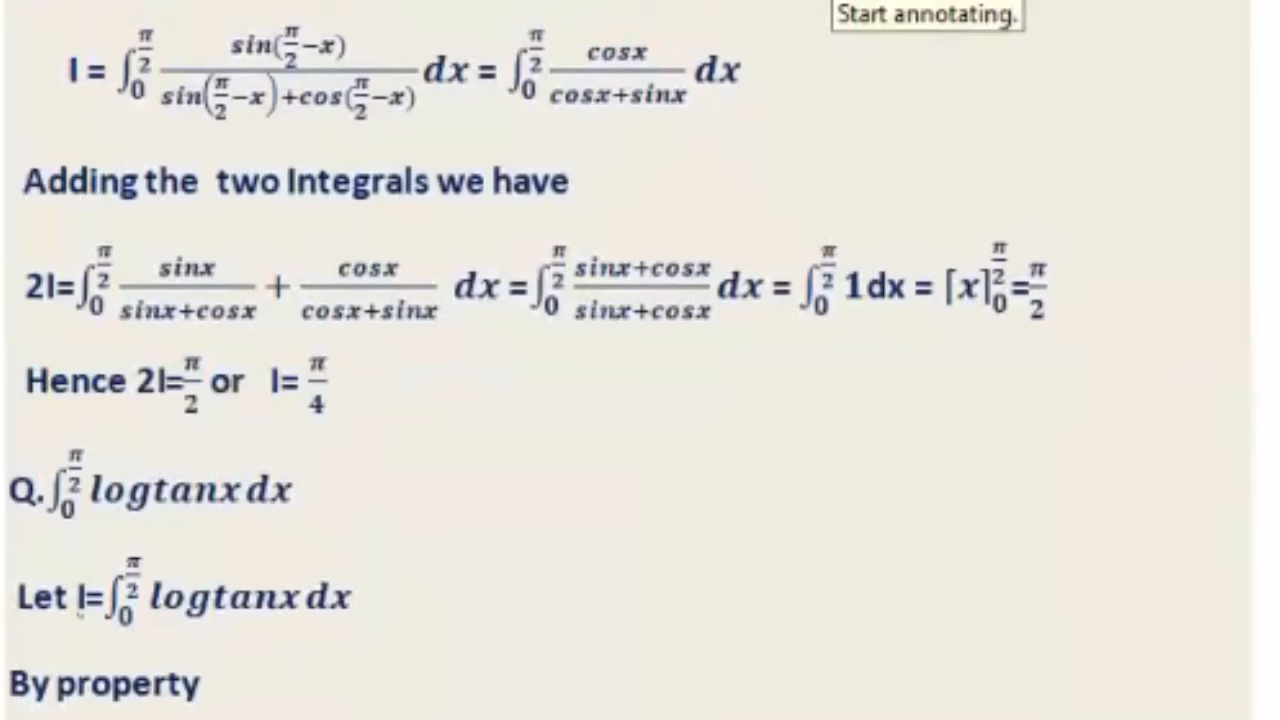 Start annotating.
I = ∫₀^(π/2) sin(π/2−x) / (sin(π/2−x)+cos(π/2−x)) dx = ∫₀^(π/2) cosx / (cosx+sinx) dx
Adding the two Integrals we have
2I=∫₀^(π/2) sinx / (sinx+cosx) + cosx / (cosx+sinx) dx = ∫₀^(π/2) (sinx+cosx) / (sinx+cosx) dx = ∫₀^(π/2) 1dx = [x]₀^(π/2)=π/2
Hence 2I=π/2 or I=π/4
Q.∫₀^(π/2) logtanx dx
Let I=∫₀^(π/2) logtanx dx
By property